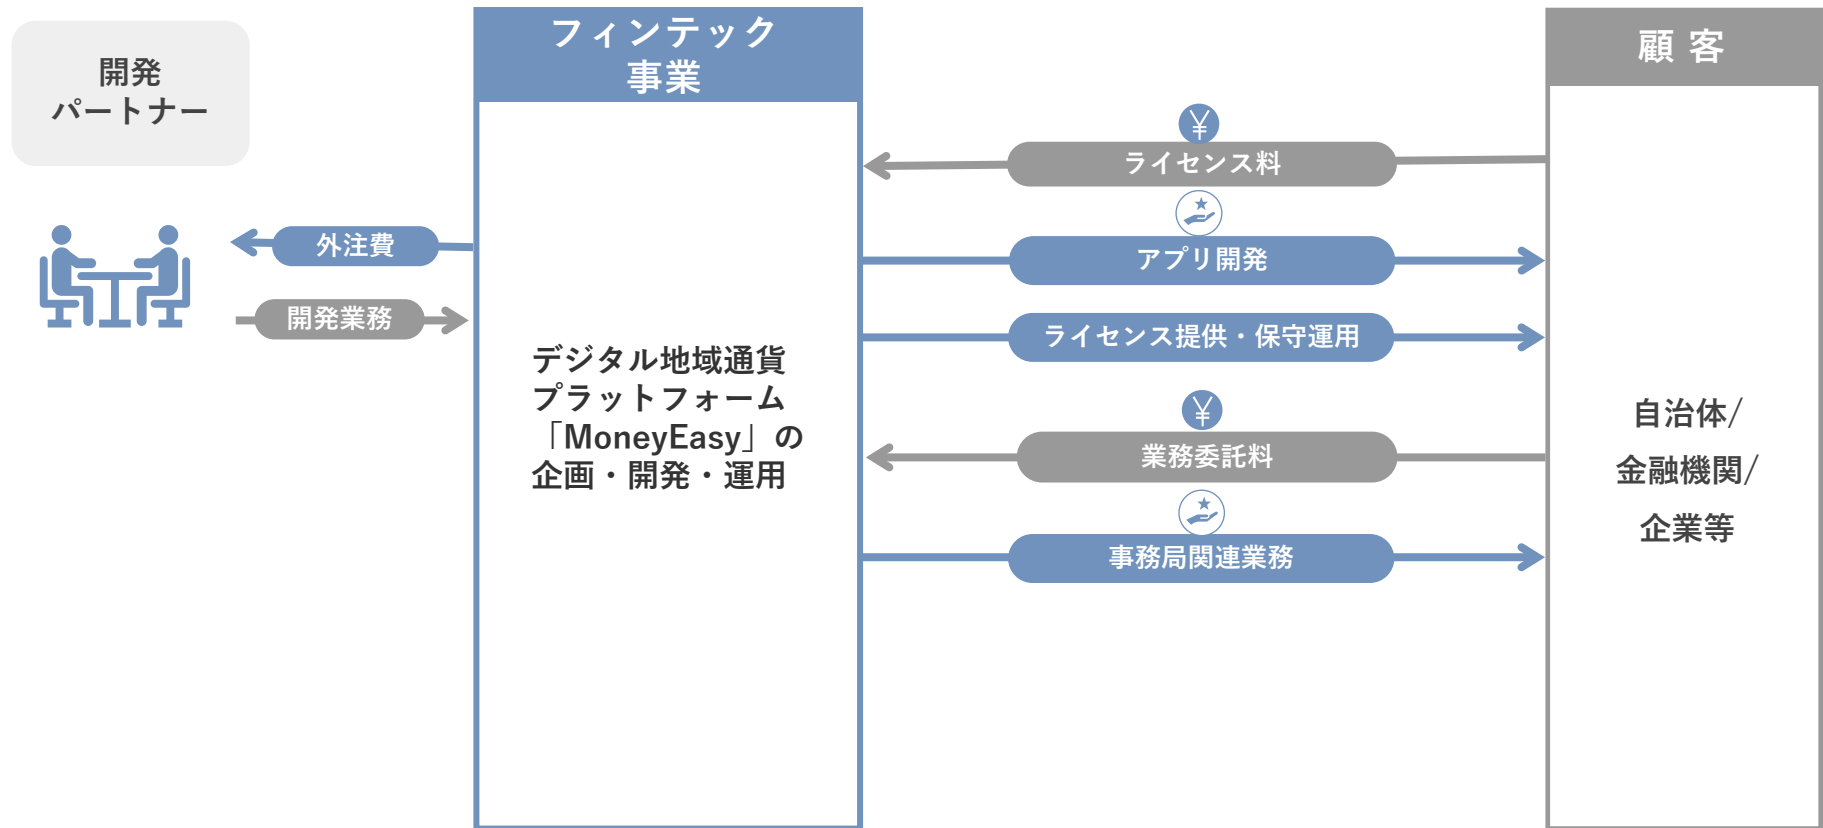 開発
パートナー
外注費
開発業務
フィンテック
事業
デジタル地域通貨
プラットフォーム
「MoneyEasy」の
企画・開発・運用
¥
ライセンス料
アプリ開発
ライセンス提供・保守運用
¥
業務委託料
事務局関連業務
顧 客
自治体/
金融機関/
企業等